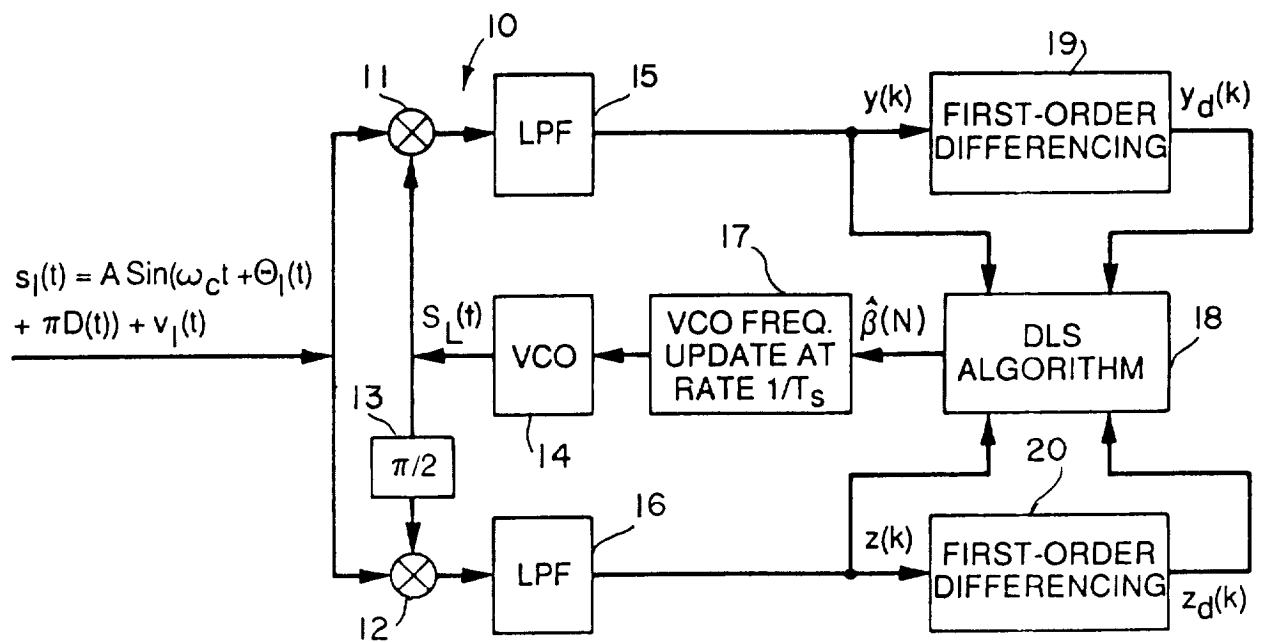 10
19
11
15
y(k)
y_d(k)
LPF
FIRST-ORDER
DIFFERENCING
17
s_I(t) = A Sin(ω_C t + Θ_I(t)
+ πD(t)) + v_I(t)
S_L(t)
VCO
VCO FREQ.
UPDATE AT
RATE 1/T_s
β̂(N)
DLS
ALGORITHM
18
13
14
π/2
20
16
z(k)
LPF
FIRST-ORDER
DIFFERENCING
z_d(k)
12